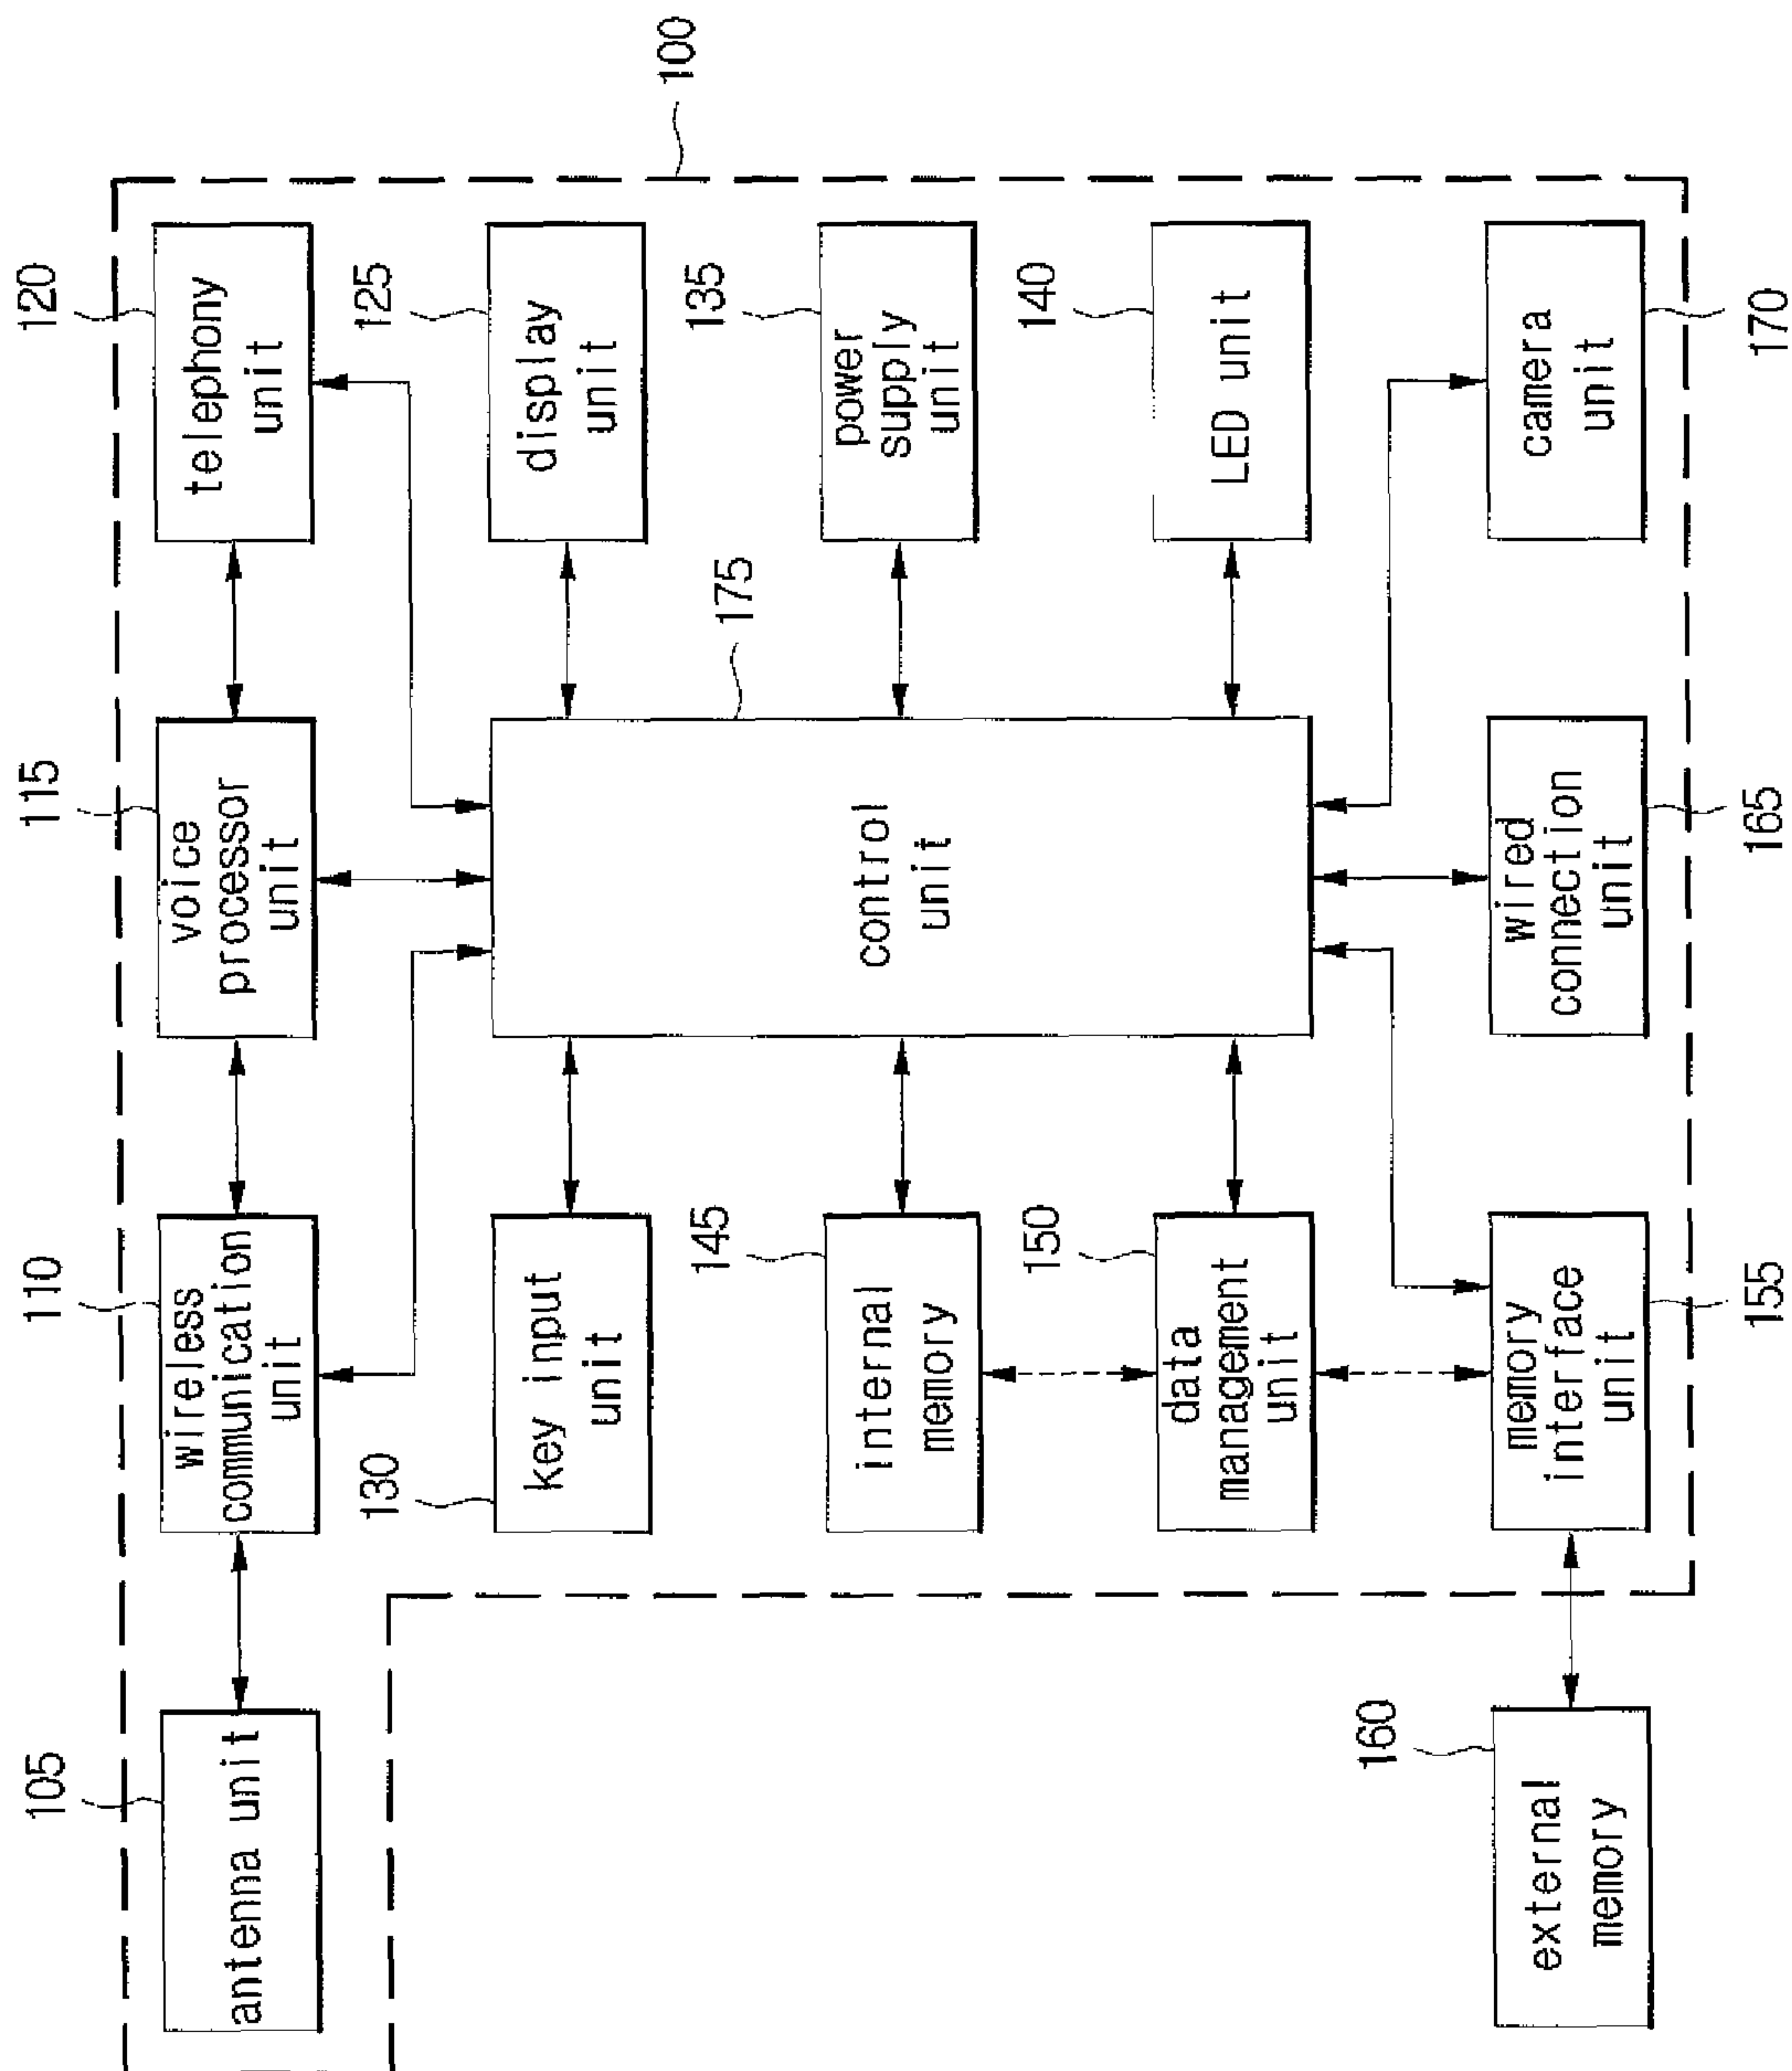 105
110
115
120
antenna unit
wireless
communication
unit
voice
processor
unit
telephony
unit
130
125
key input
unit
display
unit
175
100
145
135
internal
memory
control
unit
power
supply
unit
150
140
data
management
unit
LED unit
160
external
memory
memory
interface
unit
wired
connection
unit
camera
unit
155
165
170